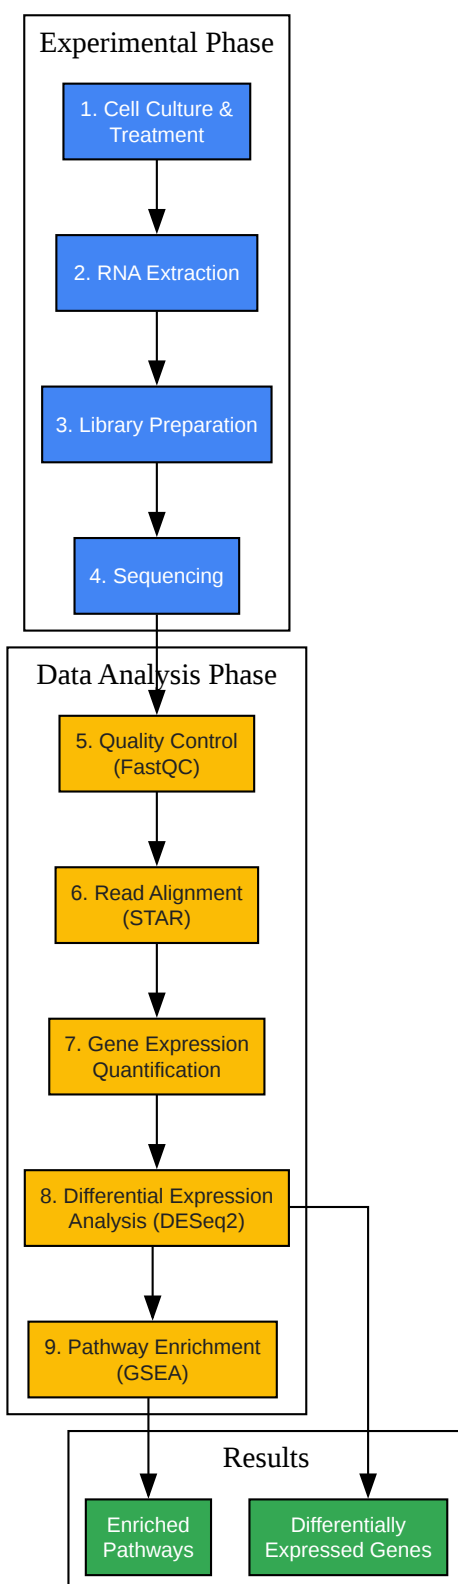 Experimental Phase
1. Cell Culture &
Treatment
2. RNA Extraction
3. Library Preparation
4. Sequencing
Data Analysis Phase
5. Quality Control
(FastQC)
6. Read Alignment
(STAR)
7. Gene Expression
Quantification
8. Differential Expression
Analysis (DESeq2)
9. Pathway Enrichment
(GSEA)
Results
Enriched
Pathways
Differentially
Expressed Genes